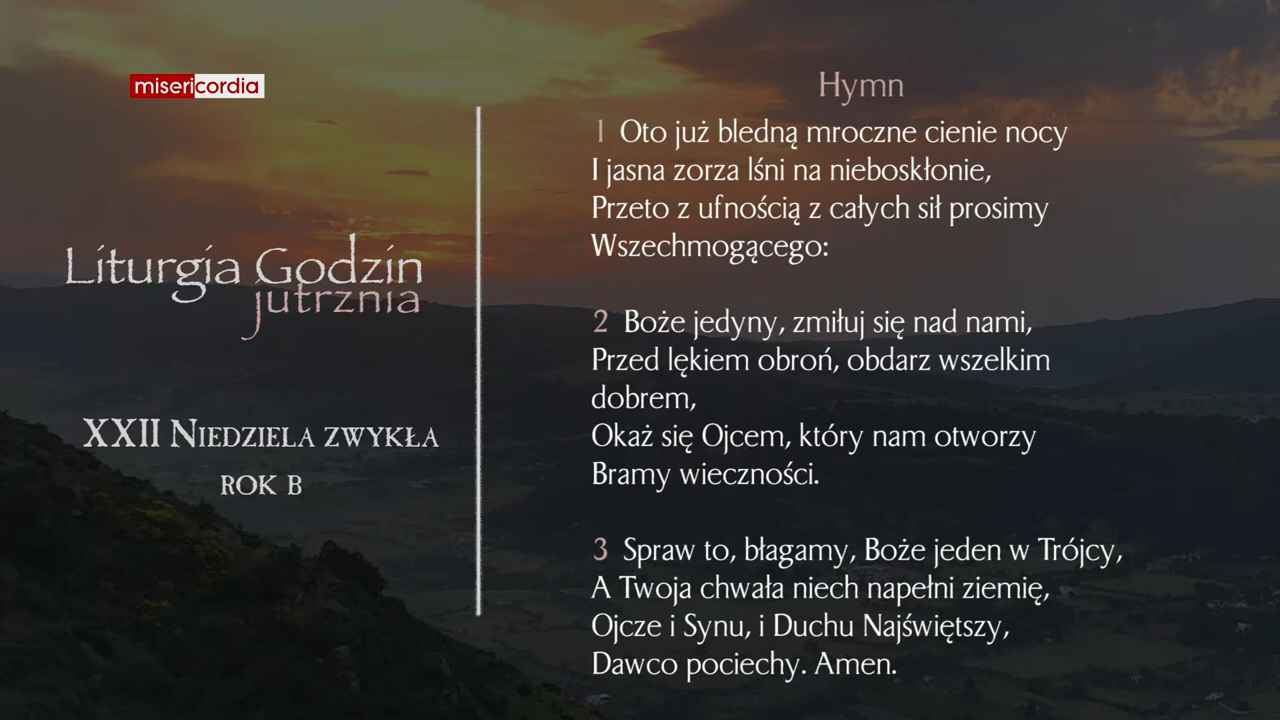 misericordia
Liturgia Godzin
jutrznia
XXII Niedziela zwykła
rok B
Hymn
1 Oto już bledną mroczne cienie nocy
I jasna zorza lśni na nieboskłonie,
Przeto z ufnością z całych sił prosimy
Wszechmogącego:
2 Boże jedyny, zmiłuj się nad nami,
Przed lękiem obroń, obdarz wszelkim
dobrem,
Okaż się Ojcem, który nam otworzy
Bramy wieczności.
3 Spraw to, błagamy, Boże jeden w Trójcy,
A Twoja chwała niech napełni ziemię,
Ojcze i Synu, i Duchu Najświętszy,
Dawco pociechy. Amen.